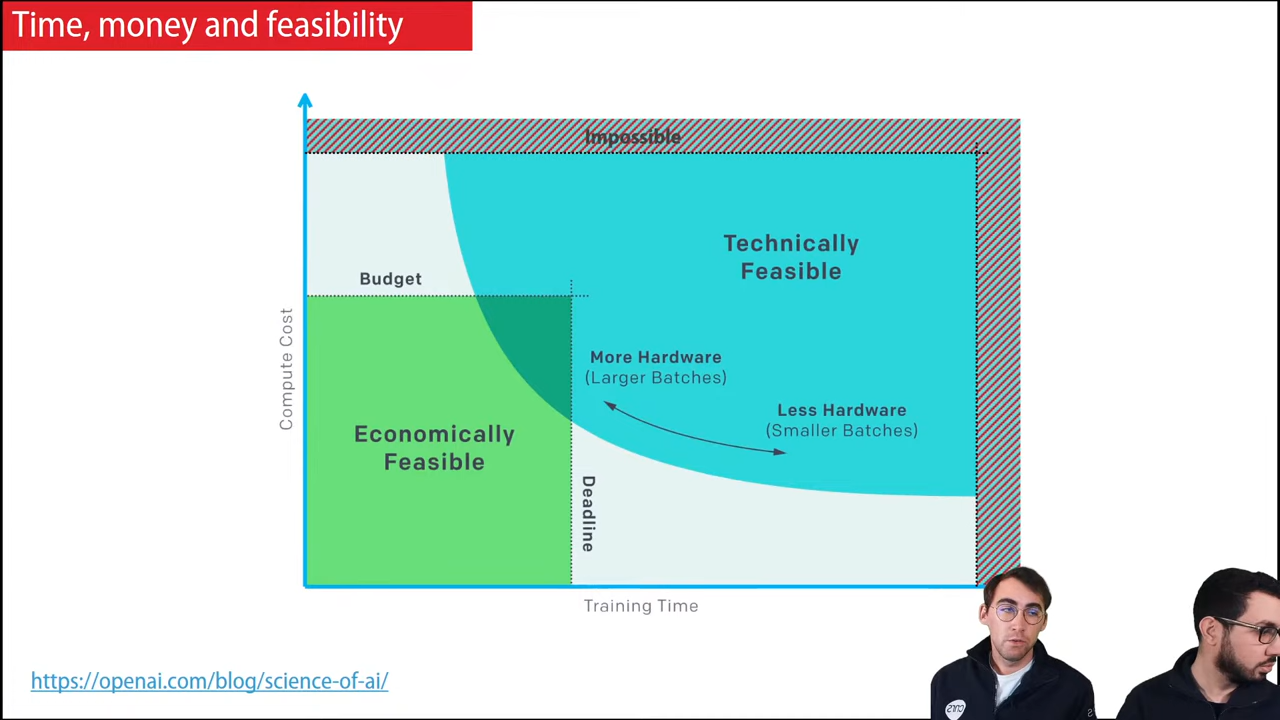 Time, money and feasibility
Impossible
Technically
Feasible
Budget
More Hardware
(Larger Batches)
Less Hardware
(Smaller Batches)
Economically
Feasible
Deadline
Compute Cost
Training Time
https://openai.com/blog/science-of-ai/